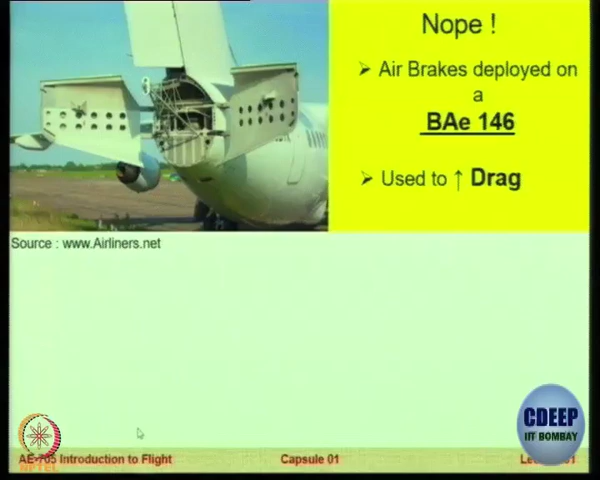 Nope !
➢ Air Brakes deployed on
a
BAe 146
➢ Used to ↑ Drag
Source : www.Airliners.net
CDEEP
IIT BOMBAY
NPTEL
Introduction to Flight
Capsule 01